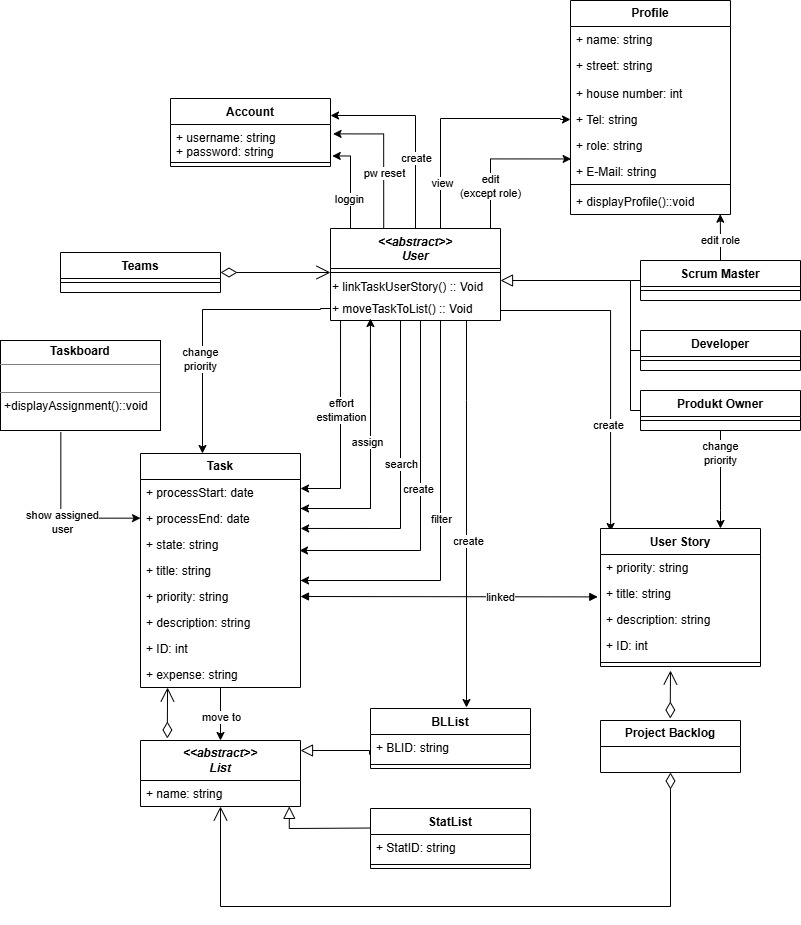 Profile
+ name: string
+ street: string
+ house number: int
+ Tel: string
+ role: string
+ E-Mail: string
+ displayProfile()::void
Account
+ username: string
+ password: string
create
pw reset
loggin
view
edit
(except role)
edit role
<<abstract>>
User
+ linkTaskUserStory() :: Void
+ moveTaskToList() :: Void
Teams
Scrum Master
Developer
Produkt Owner
Taskboard
+displayAssignment()::void
change
priority
effort
estimation
assign
search
create
filter
create
create
change
priority
show assigned
user
Task
+ processStart: date
+ processEnd: date
+ state: string
+ title: string
+ priority: string
+ description: string
+ ID: int
+ expense: string
linked
User Story
+ priority: string
+ title: string
+ description: string
+ ID: int
move to
<<abstract>>
List
+ name: string
BLList
+ BLID: string
StatList
+ StatID: string
Project Backlog